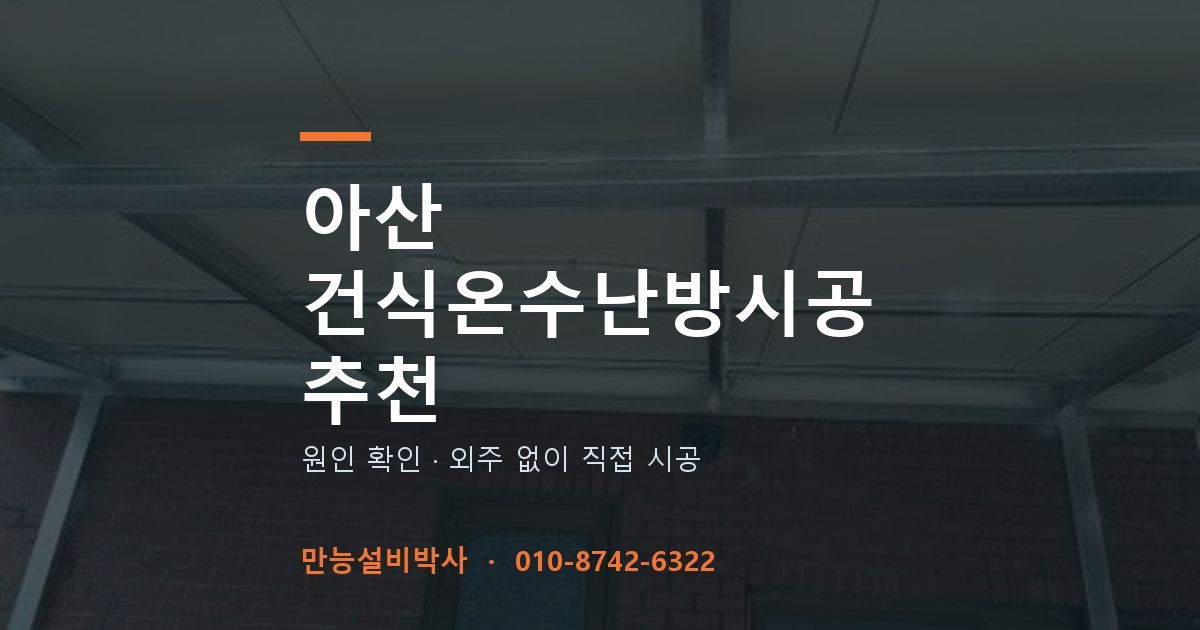 아산
건식온수난방시공
추천
원인 확인 · 외주 없이 직접 시공
만능설비박사 · 010-8742-6322